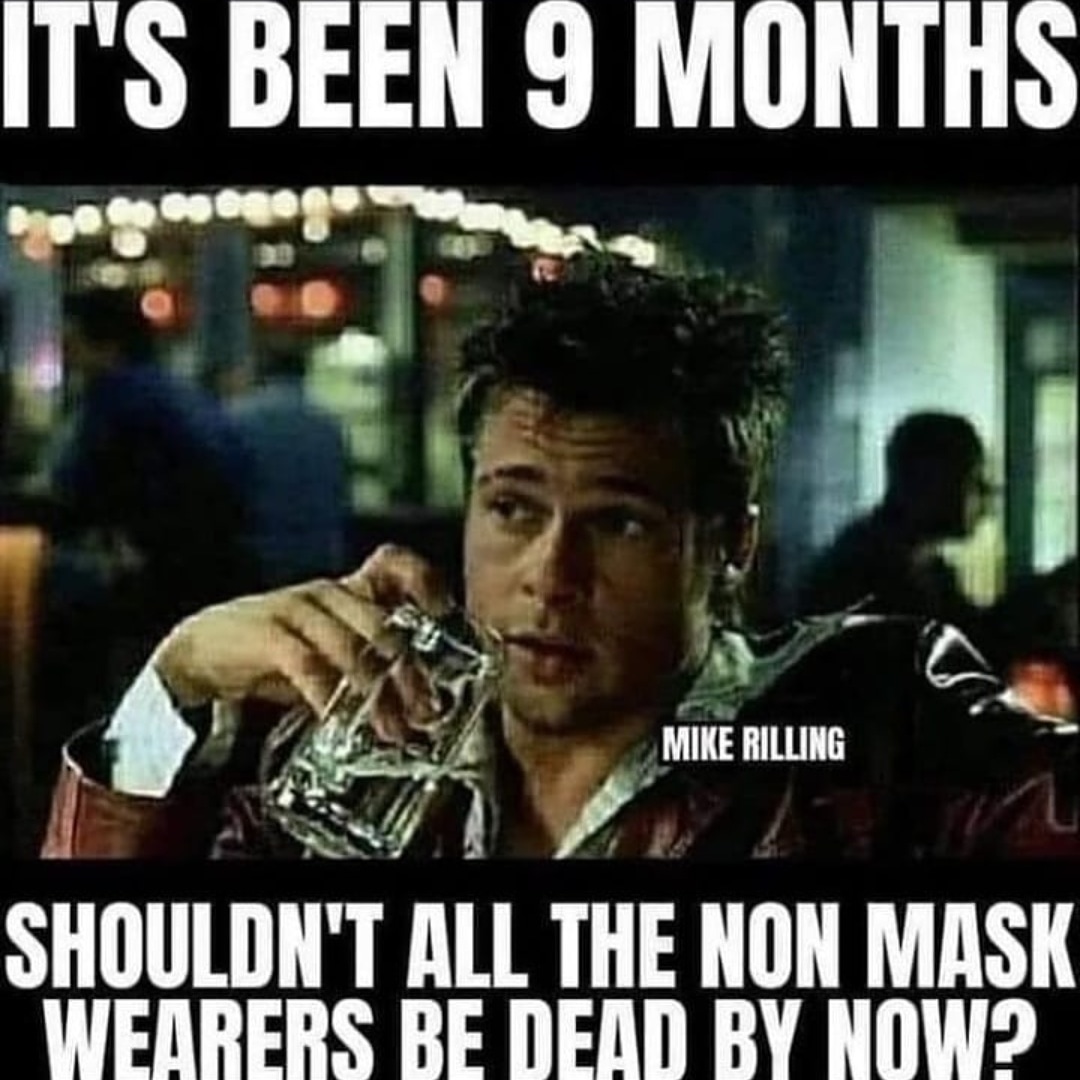 IT'S BEEN 9 MONTHS
MIKE RILLING
SHOULDN'T ALL THE NON MASK
WEARERS BE DEAD BY NOW?